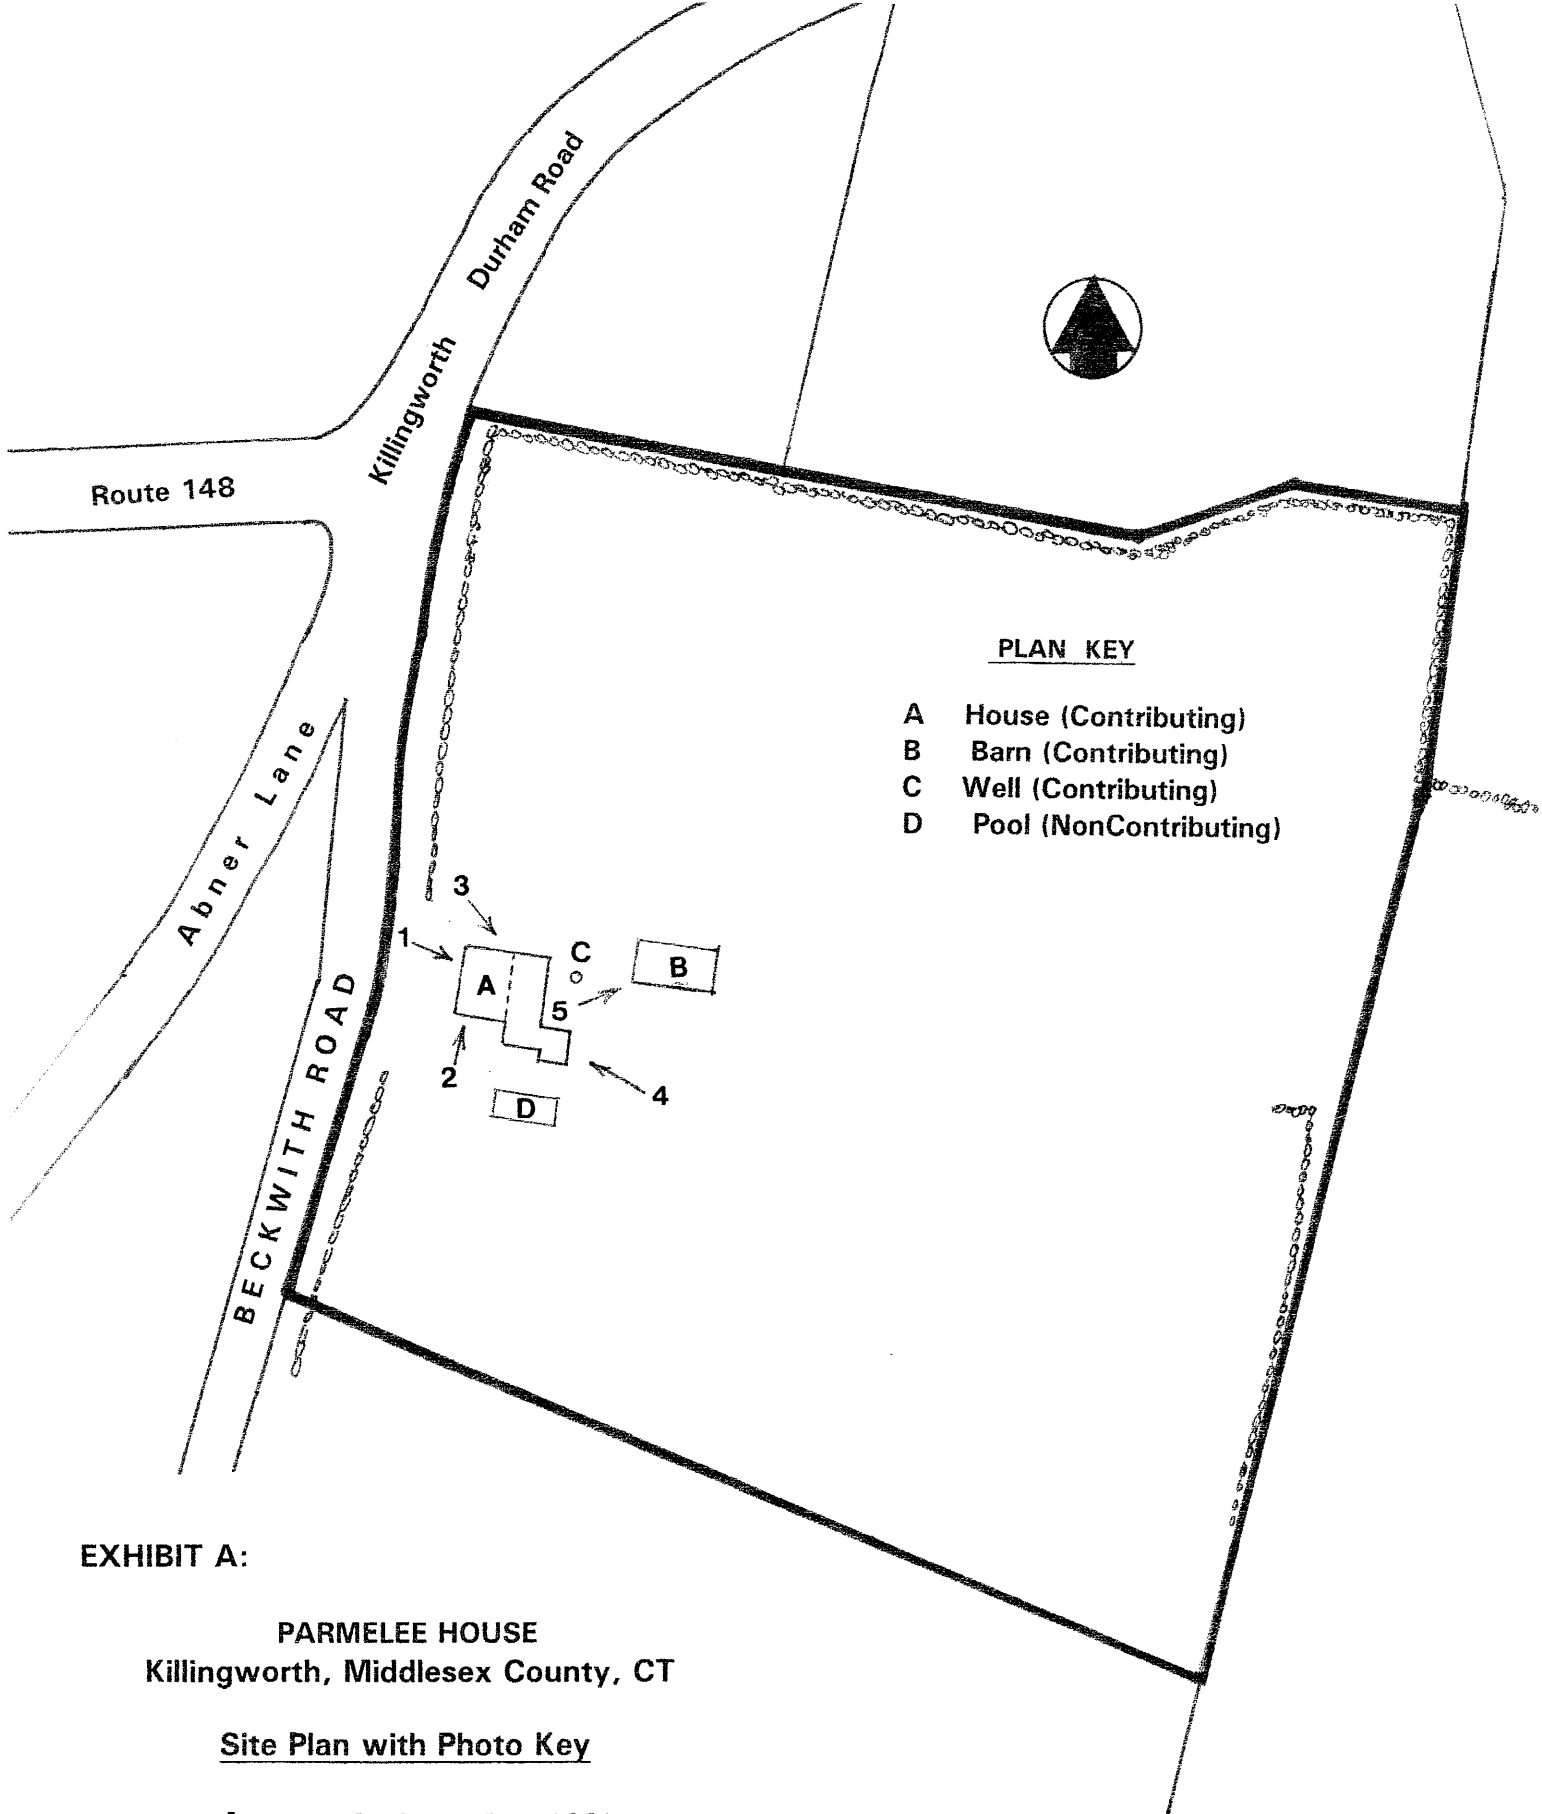 Durham Road
Killingworth
Route 148
PLAN KEY
A House (Contributing)
B Barn (Contributing)
C Well (Contributing)
D Pool (NonContributing)
Abner Lane
3
1
C
A
B
5
2
4
D
BECKWITH ROAD
EXHIBIT A:
PARMELEE HOUSE
Killingworth, Middlesex County, CT
Site Plan with Photo Key